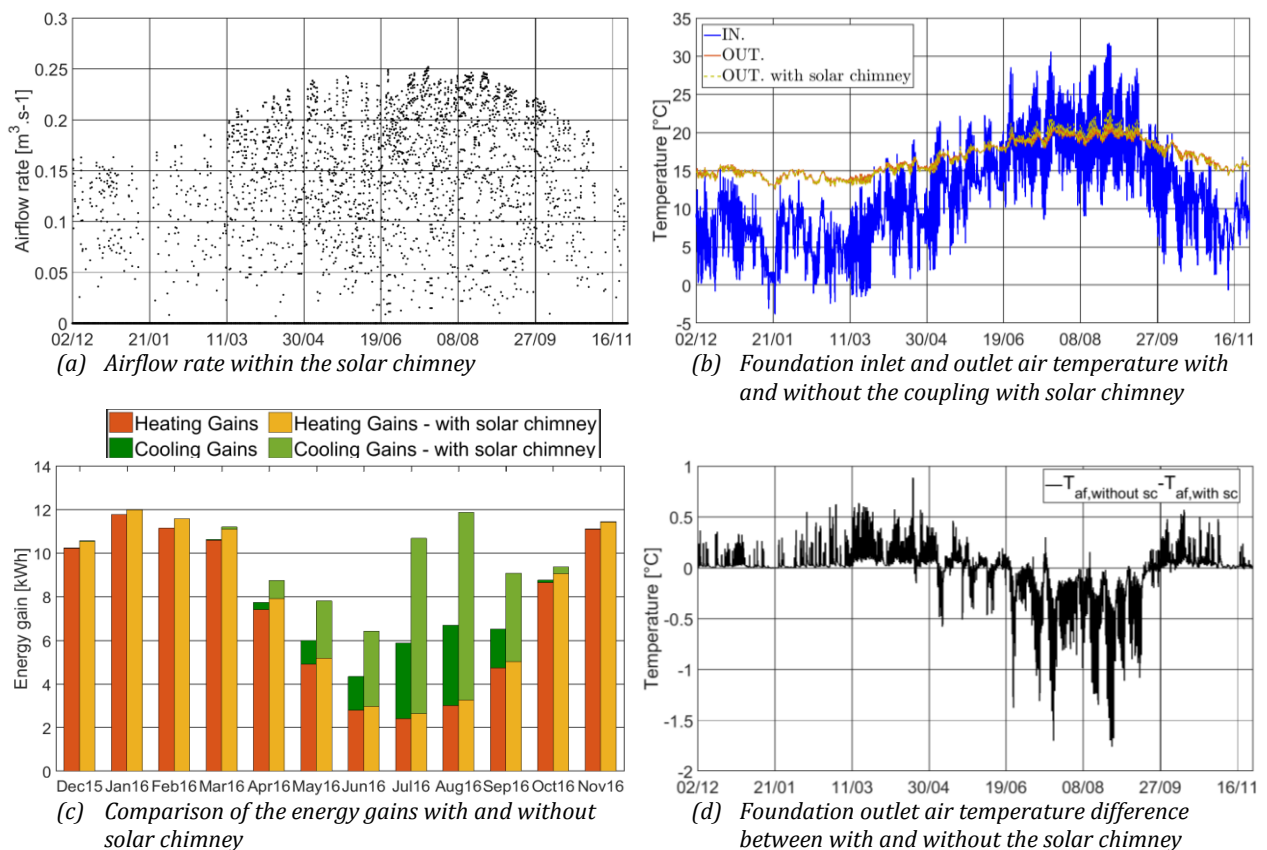 0.3
0.25
0.2
0.15
0.1
0.05
0
Airflow rate [m³.s-1]
02/12 21/01 11/03 30/04 19/06 08/08 27/09 16/11
(a) Airflow rate within the solar chimney
35
30
25
20
15
10
5
0
-5
Temperature [°C]
IN.
OUT.
OUT. with solar chimney
02/12 21/01 11/03 30/04 19/06 08/08 27/09 16/11
(b) Foundation inlet and outlet air temperature with
and without the coupling with solar chimney
Heating Gains Heating Gains - with solar chimney
Cooling Gains Cooling Gains - with solar chimney
14
12
10
8
6
4
2
0
Energy gain [kWh]
Dec15 Jan16 Feb16 Mar16 Apr16 May16 Jun16 Jul16 Aug16 Sep16 Oct16 Nov16
(c) Comparison of the energy gains with and without
solar chimney
1
0.5
0
-0.5
-1
-1.5
-2
Temperature [°C]
T af,without sc -T af,with sc
02/12 21/01 11/03 30/04 19/06 08/08 27/09 16/11
(d) Foundation outlet air temperature difference
between with and without the solar chimney